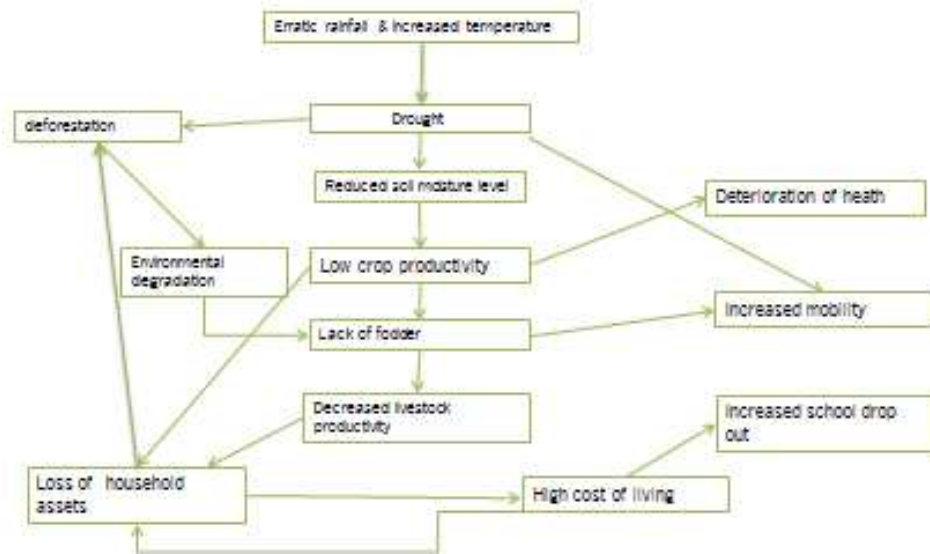 Erratic rainfall & increased temperature
deforestation
Drought
Reduced soil moisture level
Deterioration of heath
Environmental
degradation
Low crop productivity
Increased mobility
Lack of fodder
Decreased livestock
productivity
Increased school drop
out
Loss of household
assets
High cost of living